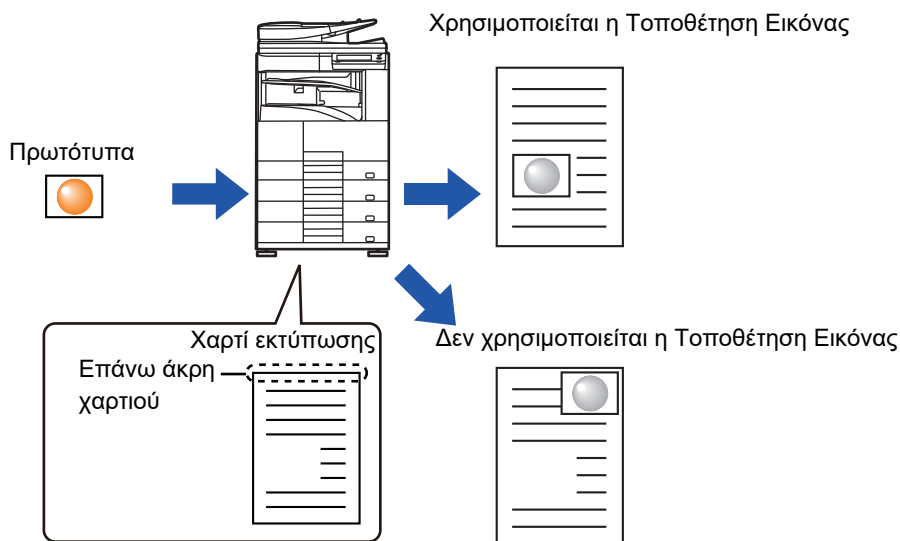 Χρησιμοποιείται η Τοποθέτηση Εικόνας
Πρωτότυπα
Χαρτί εκτύπωσης
Επάνω άκρη
χαρτιού
Δεν χρησιμοποιείται η Τοποθέτηση Εικόνας